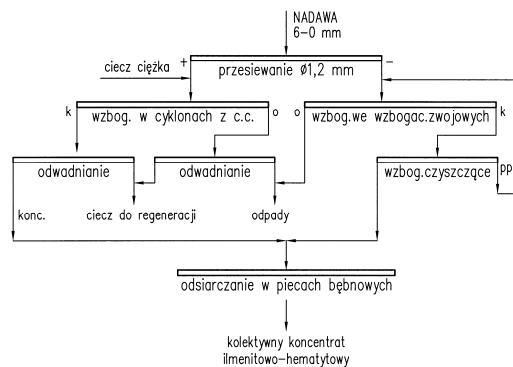 NADAWA
6-0 mm
ciecz ciężka
+
przesiewanie Ø1,2 mm
−
k
wzbog. w cyklonach z c.c.
o
o
wzbog.we wzbogac.zwojowych
k
odwadnianie
odwadnianie
wzbog.czyszczące
pp
konc.
ciecz do regeneracji
odpady
odsiarczanie w piecach bębnowych
kolektywny koncentrat
ilmenitowo-hematytowy